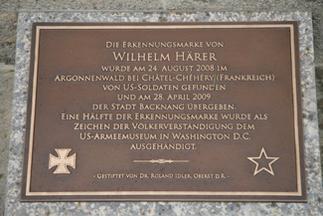 DIE ERKENNUNGSMARKE VON
WILHELM HÄRER
WURDE AM 24. AUGUST 2008 IM
ARGONNENWALD BEI CHÂTEL-CHÉHÉRY (FRANKREICH)
VON US-SOLDATEN GEFUNDEN
UND AM 28. APRIL 2009
DER STADT BACKNANG ÜBERGEBEN.
EINE HÄLFTE DER ERKENNUNGSMARKE WURDE ALS
ZEICHEN DER VÖLKERVERSTÄNDIGUNG DEM
US-ARMEEMUSEUM IN WASHINGTON D.C.
AUSGEHÄNDIGT.
- GESTIFTET VON DR. ROLAND IDLER, OBERST D.R. -